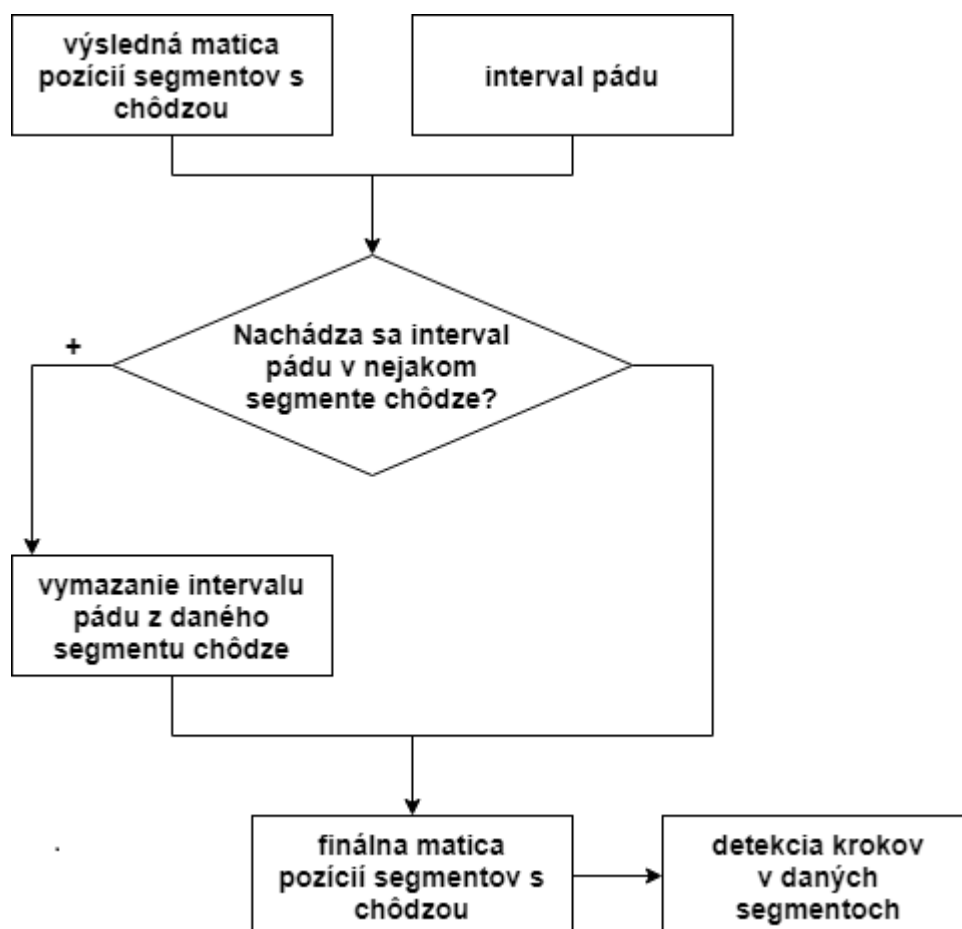 výsledná matica
pozícií segmentov s
chôdzou
interval pádu
Nachádza sa interval
pádu v nejakom
segmente chôdze?
+
vymazanie intervalu
pádu z daného
segmentu chôdze
finálna matica
pozícií segmentov s
chôdzou
detekcia krokov
v daných
segmentoch
.